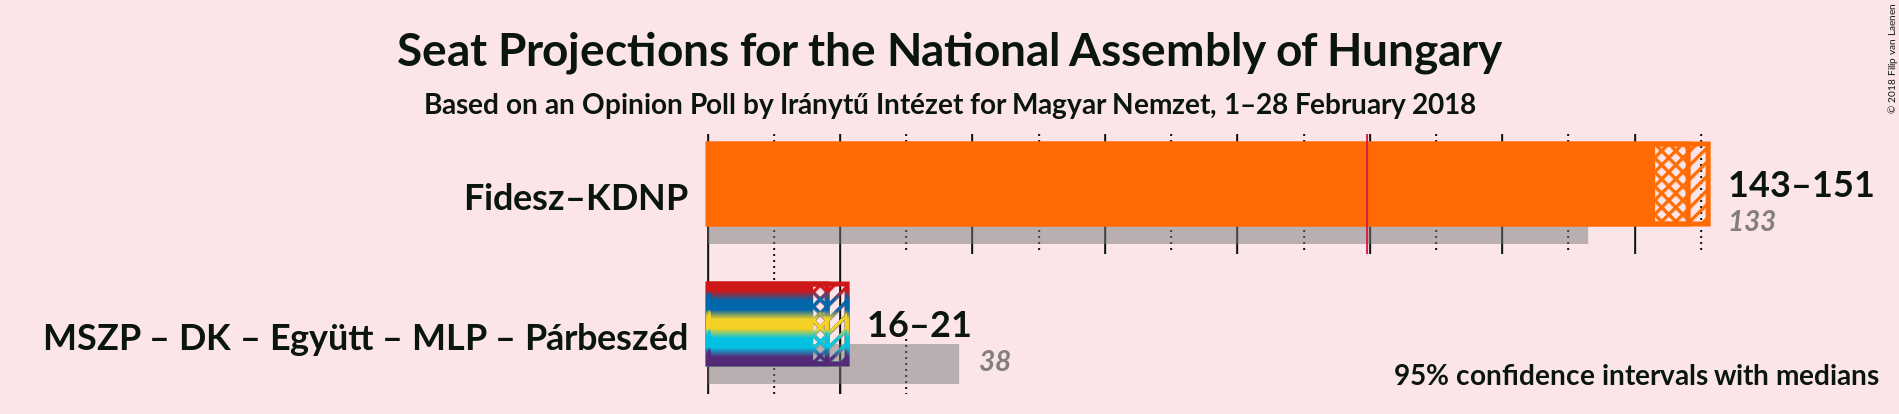 Seat Projections for the National Assembly of Hungary
Based on an Opinion Poll by Iránytű Intézet for Magyar Nemzet, 1–28 February 2018
© 2018 Filip van Laenen
Fidesz–KDNP
143–151
133
MSZP – DK – Együtt – MLP – Párbeszéd
16–21
38
95% confidence intervals with medians